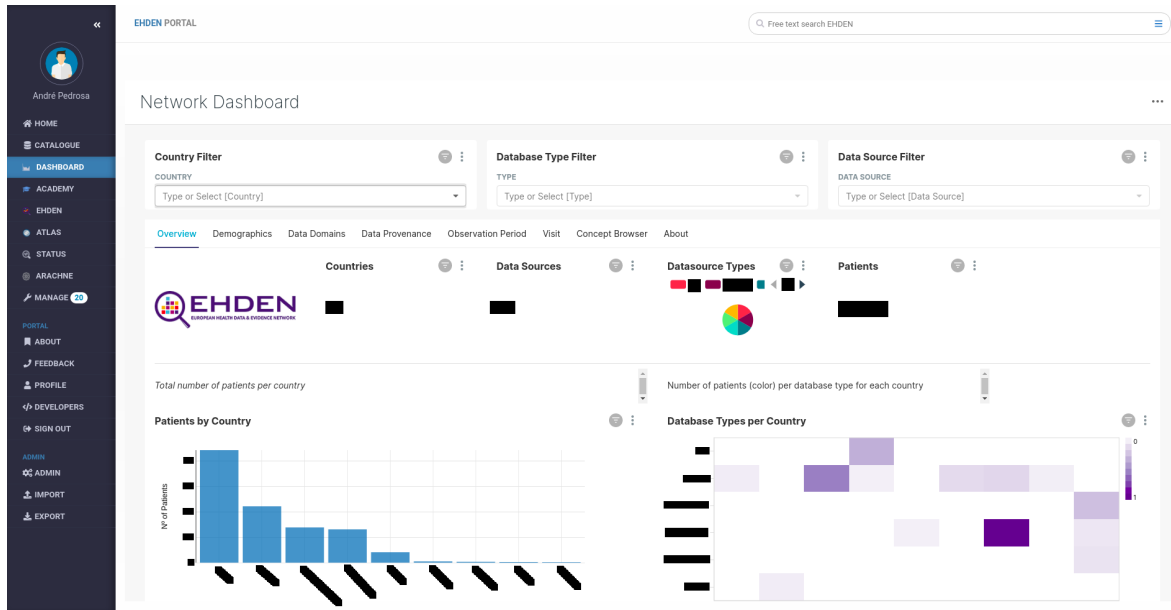 «
EHDEN PORTAL
Free text search EHDEN
André Pedrosa
HOME
CATALOGUE
DASHBOARD
ACADEMY
EHDEN
ATLAS
STATUS
ARACHNE
MANAGE 20
PORTAL
ABOUT
FEEDBACK
PROFILE
DEVELOPERS
SIGN OUT
ADMIN
ADMIN
IMPORT
EXPORT
Network Dashboard
Country Filter
COUNTRY
Type or Select [Country]
Database Type Filter
TYPE
Type or Select [Type]
Data Source Filter
DATA SOURCE
Type or Select [Data Source]
Overview Demographics Data Domains Data Provenance Observation Period Visit Concept Browser About
EHDEN
EUROPEAN HEALTH DATA & EVIDENCE NETWORK
Countries
Data Sources
Datasource Types
Patients
Total number of patients per country
Number of patients (color) per database type for each country
Patients by Country
Nº of Patients
Database Types per Country
0
1